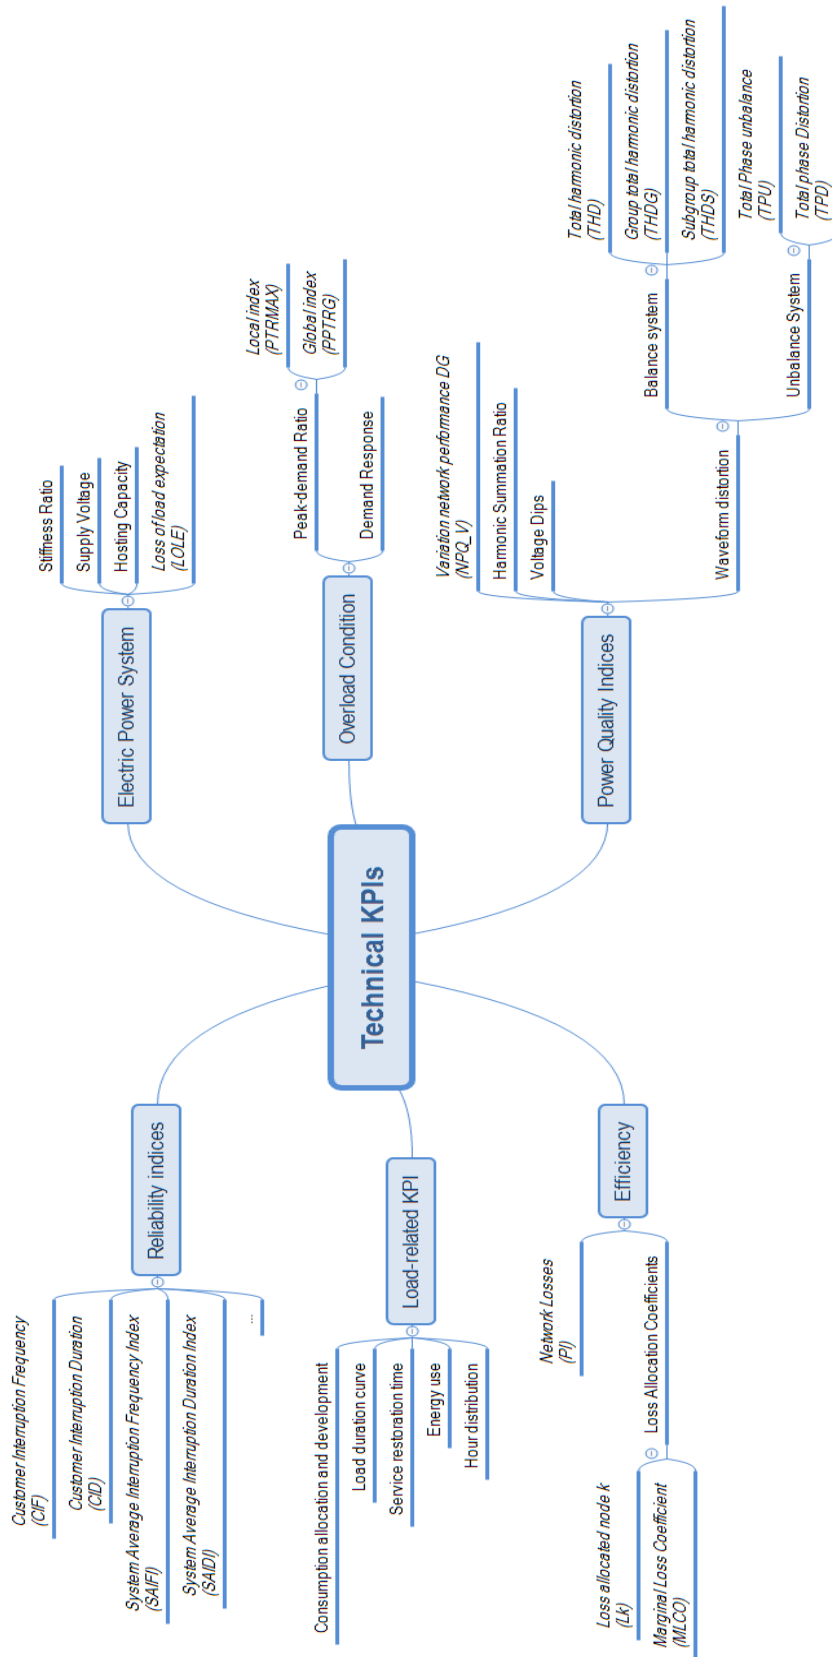 Technical KPIs
Reliability indices
Customer Interruption Frequency
(CIF)
Customer Interruption Duration
(CID)
System Average Interruption Frequency Index
(SAIFI)
System Average Interruption Duration Index
(SAIDI)
...
Load-related KPI
Consumption allocation and development
Load duration curve
Service restoration time
Energy use
Hour distribution
Efficiency
Network Losses
(Pl)
Loss Allocation Coefficients
Loss allocated node k
(Lk)
Marginal Loss Coefficient
(MLCO)
Electric Power System
Stiffness Ratio
Supply Voltage
Hosting Capacity
Loss of load expectation
(LOLE)
Overload Condition
Peak-demand Ratio
Local index
(PTRMAX)
Global index
(PPTRG)
Demand Response
Power Quality Indices
Variation network performance DG
(NPQ_V)
Harmonic Summation Ratio
Voltage Dips
Waveform distortion
Balance system
Total harmonic distortion
(THD)
Group total harmonic distortion
(THDG)
Subgroup total harmonic distortion
(THDS)
Unbalance System
Total Phase unbalance
(TPU)
Total phase Distortion
(TPD)